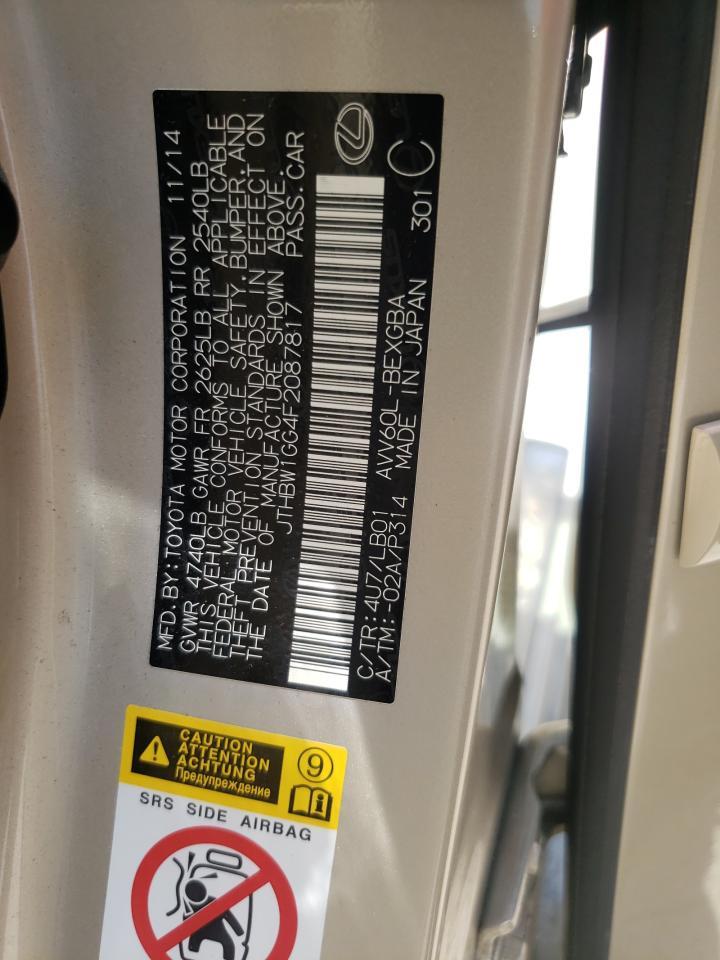 MFD. BY: TOYOTA MOTOR CORPORATION 11/14
GVWR 4740LB GAWR FR 2625LB RR 2540LB
THIS VEHICLE CONFORMS TO ALL APPLICABLE
FEDERAL MOTOR VEHICLE SAFETY, BUMPER, AND
THEFT PREVENTION STANDARDS IN EFFECT ON
THE DATE OF MANUFACTURE SHOWN ABOVE.
JTHBW1GG4F2087817 PASS. CAR
C/TR: 4U7/LB01 AVV60L -BEXGBA
A/TM: -02A/P314 MADE IN JAPAN 301 C
CAUTION
ATTENTION
ACHTUNG
Предупреждение
9
SRS SIDE AIRBAG